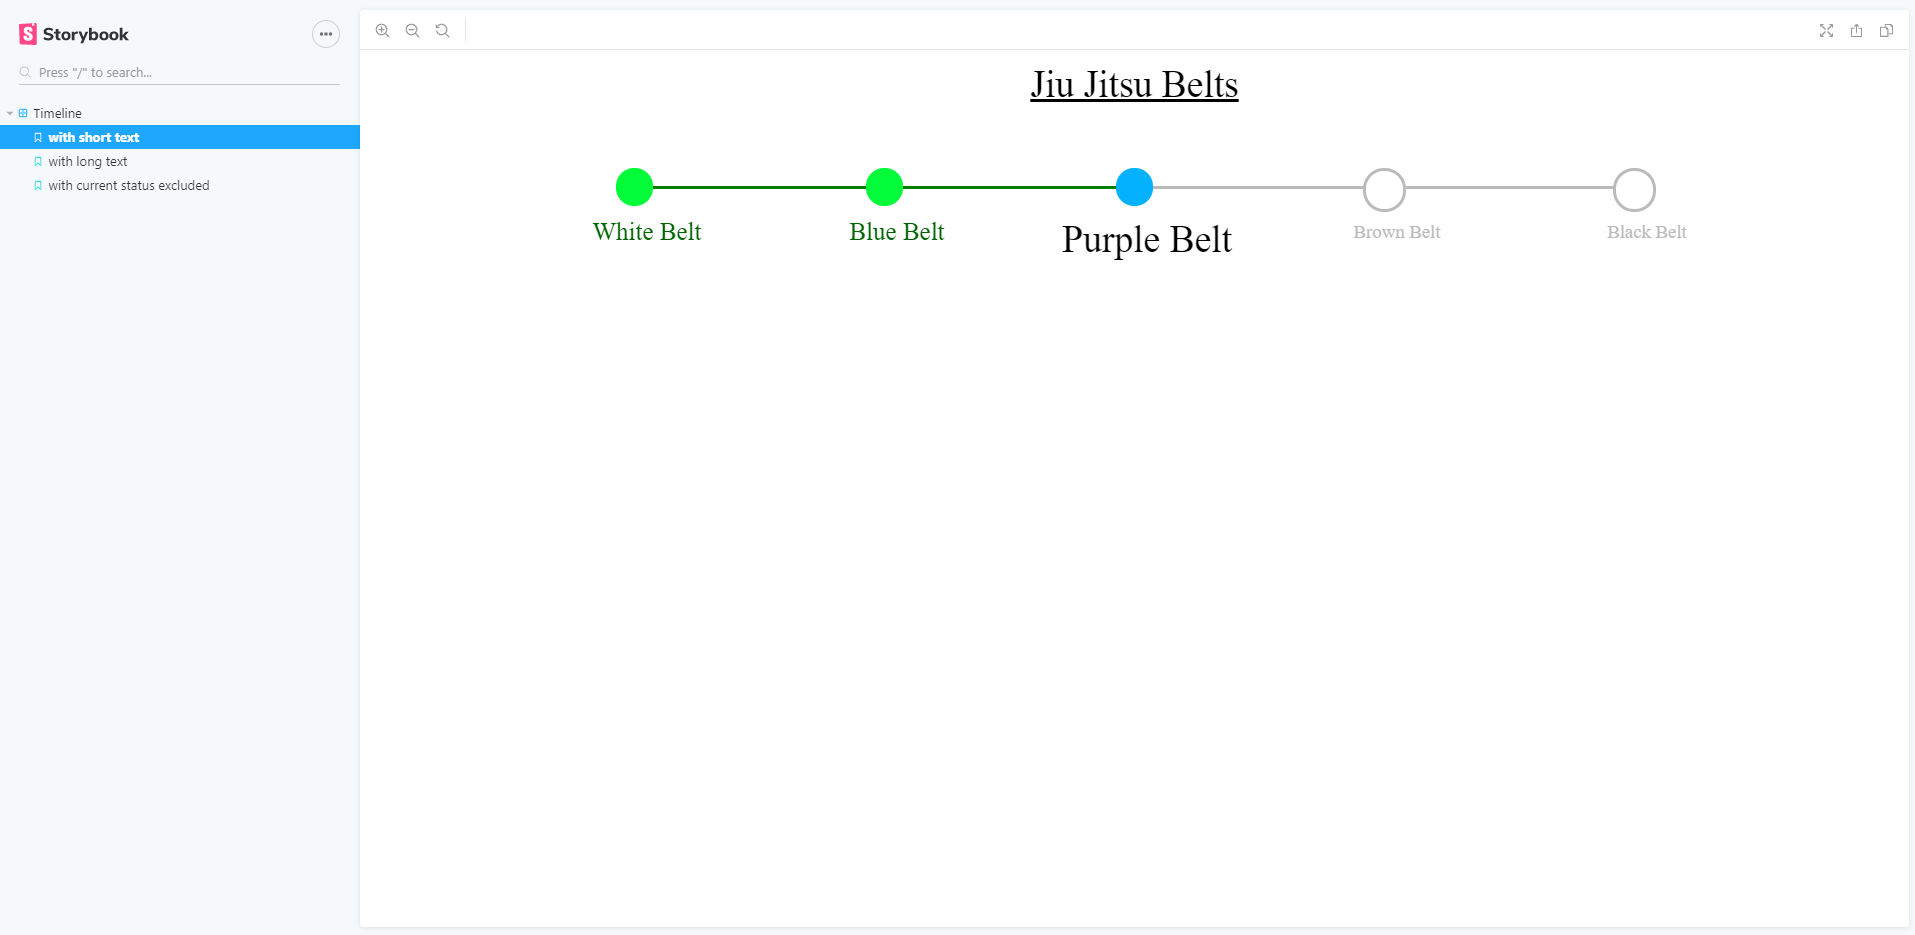 Storybook
Press "/" to search...
Timeline
with short text
with long text
with current status excluded
Jiu Jitsu Belts
White Belt
Blue Belt
Purple Belt
Brown Belt
Black Belt